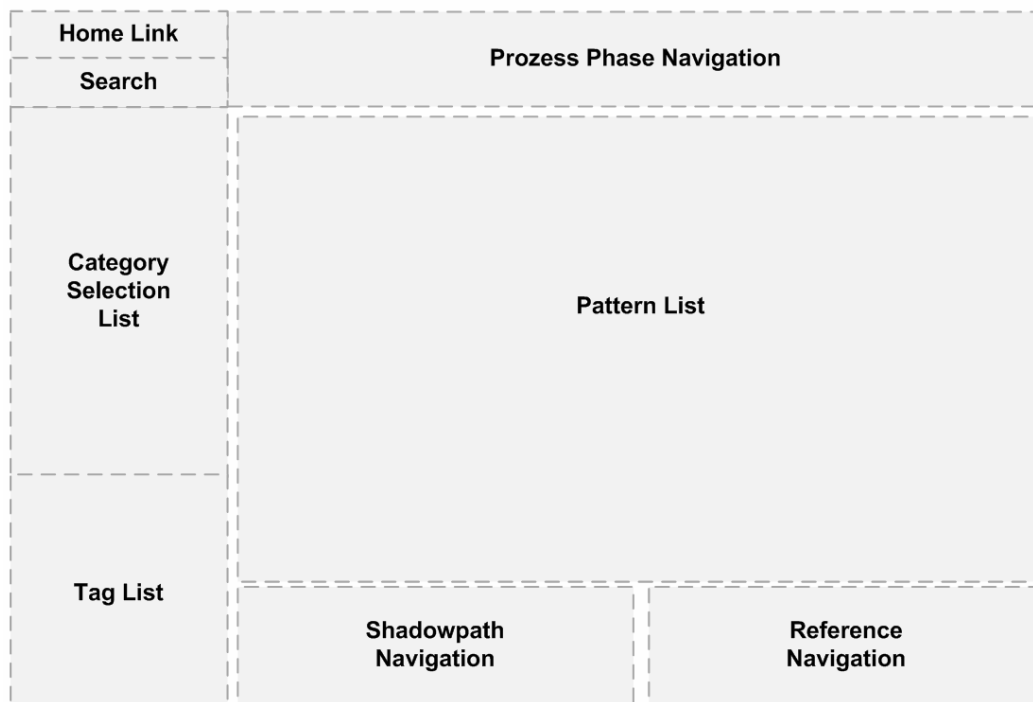 Home Link
Search
Prozess Phase Navigation
Category
Selection
List
Pattern List
Tag List
Shadowpath
Navigation
Reference
Navigation